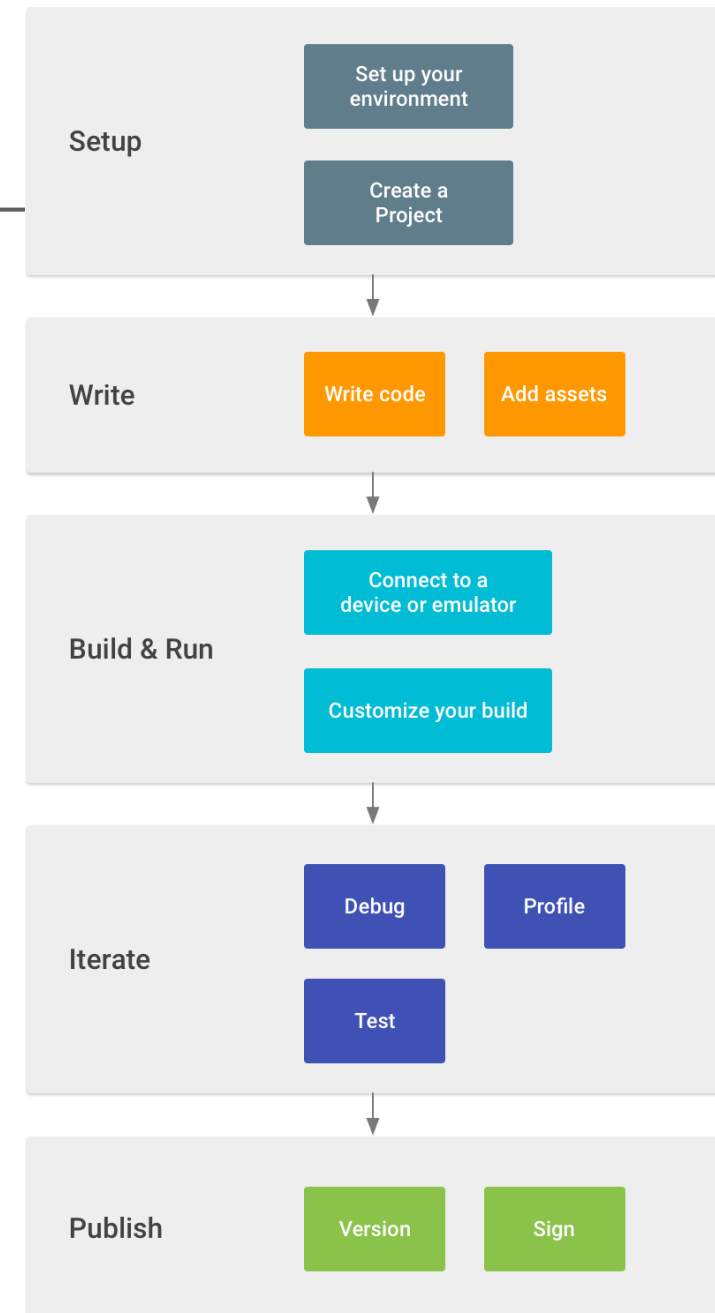 Setup
Set up your
environment
Create a
Project
Write
Write code
Add assets
Build & Run
Connect to a
device or emulator
Customize your build
Iterate
Debug
Profile
Test
Publish
Version
Sign